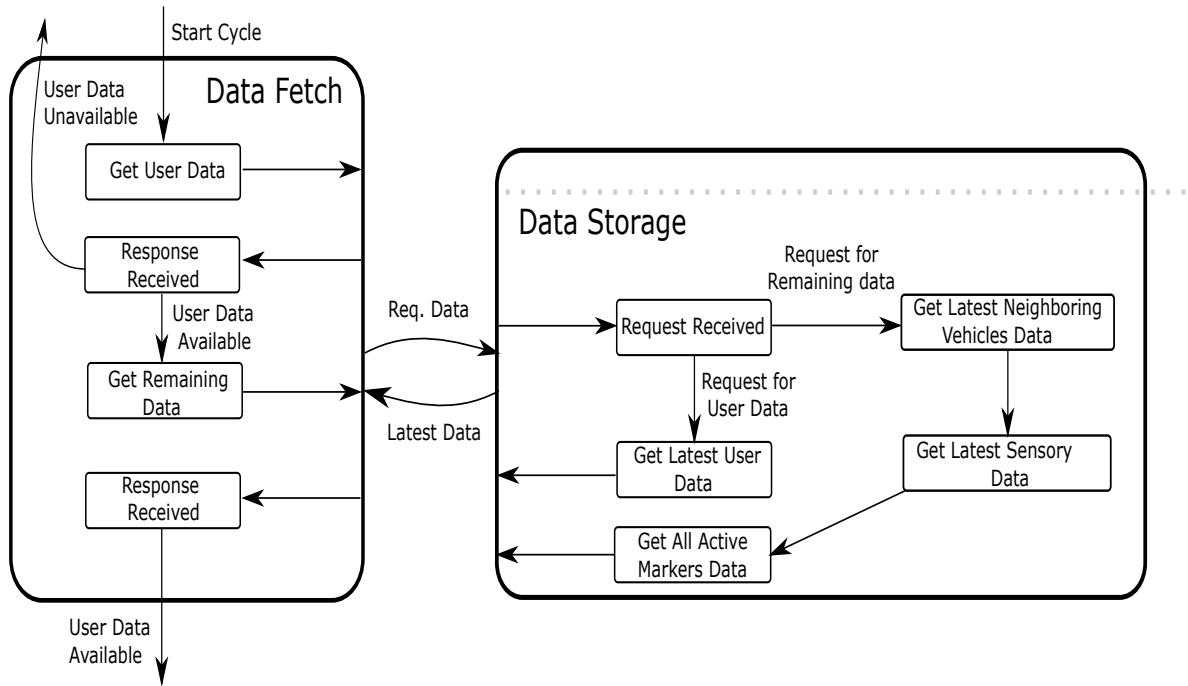 Start Cycle
Data Fetch
User Data
Unavailable
Get User Data
Response
Received
User Data
Available
Get Remaining
Data
Response
Received
User Data
Available
Req. Data
Latest Data
Data Storage
Request for
Remaining data
Request Received
Get Latest Neighboring
Vehicles Data
Request for
User Data
Get Latest User
Data
Get Latest Sensory
Data
Get All Active
Markers Data